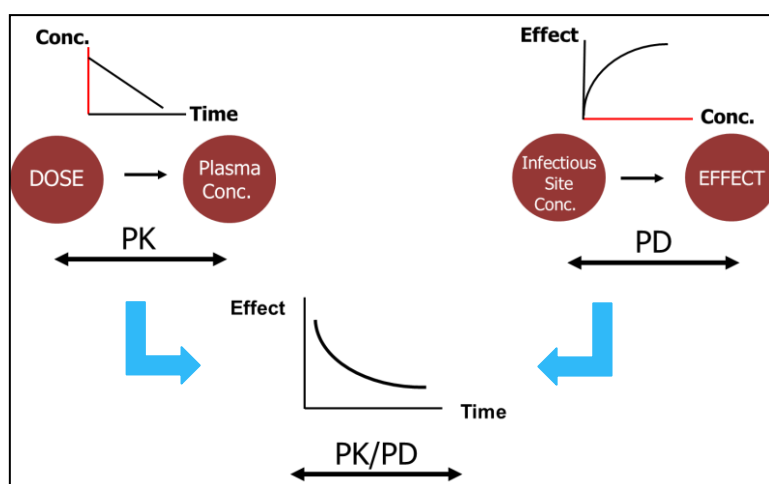 Conc.
Time
DOSE
Plasma
Conc.
PK
Effect
Conc.
Infectious
Site
Conc.
EFFECT
PD
Effect
Time
PK/PD